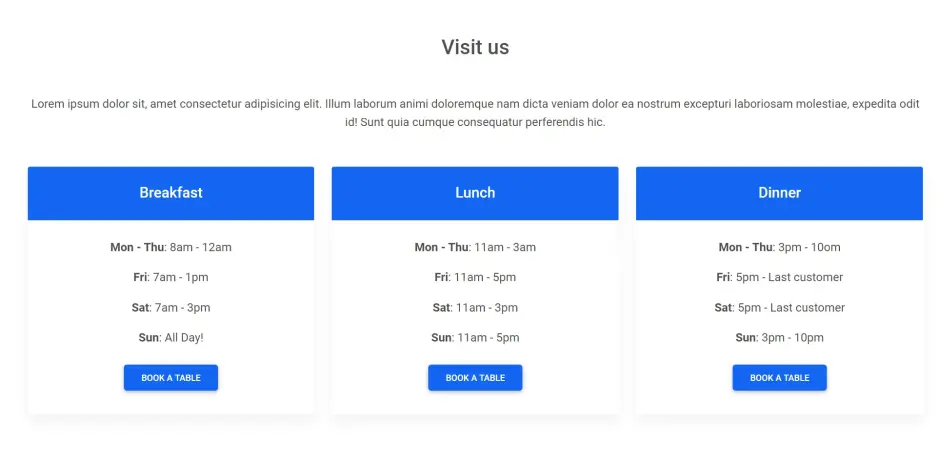 Visit us
Lorem ipsum dolor sit, amet consectetur adipisicing elit. Illum laborum animi doloremque nam dicta veniam dolor ea nostrum excepturi laboriosam molestiae, expedita odit
id! Sunt quia cumque consequatur perferendis hic.
Breakfast
Mon - Thu: 8am - 12am
Fri: 7am - 1pm
Sat: 7am - 3pm
Sun: All Day!
BOOK A TABLE
Lunch
Mon - Thu: 11am - 3am
Fri: 11am - 5pm
Sat: 11am - 3pm
Sun: 11am - 5pm
BOOK A TABLE
Dinner
Mon - Thu: 3pm - 10om
Fri: 5pm - Last customer
Sat: 5pm - Last customer
Sun: 3pm - 10pm
BOOK A TABLE